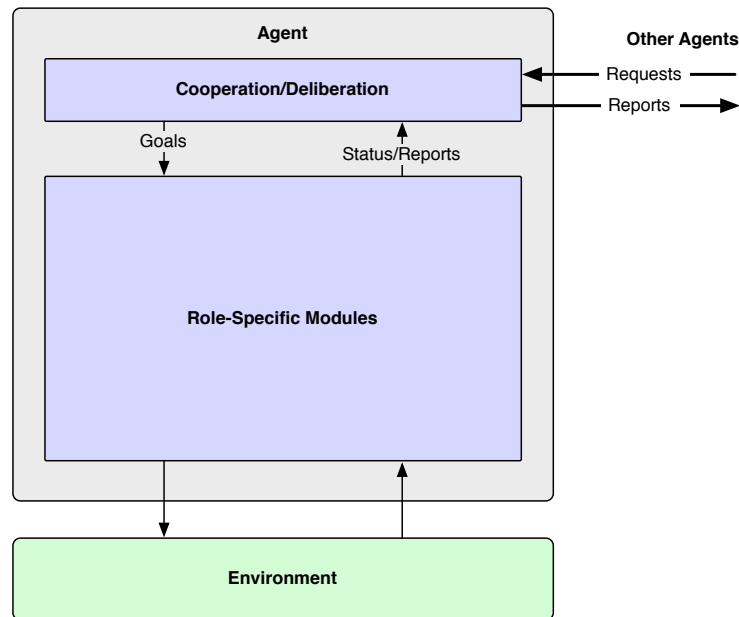 Agent
Other Agents
Cooperation/Deliberation
Requests
Reports
Goals
Status/Reports
Role-Specific Modules
Environment